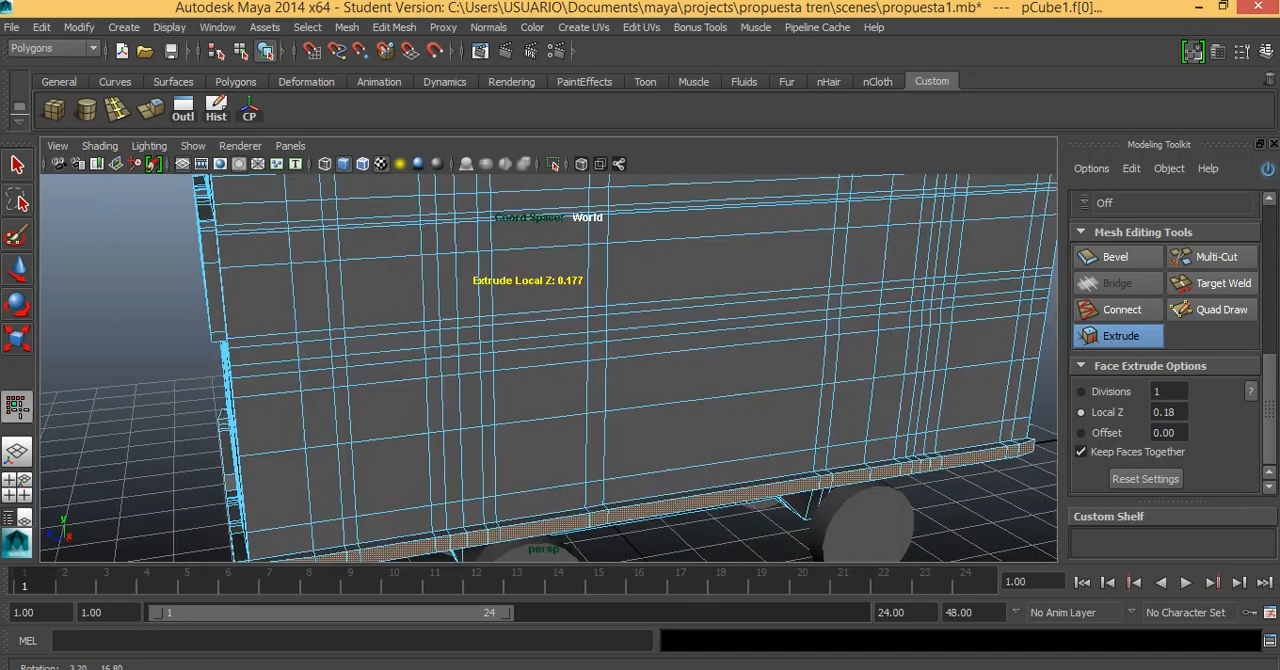 Autodesk Maya 2014 x64 - Student Version: C:\Users\USUARIO\Documents\maya\projects\propuesta tren\scenes\propuesta1.mb* --- pCube1.f[0]...
File Edit Modify Create Display Window Assets Select Mesh Edit Mesh Proxy Normals Color Create UVs Edit UVs Bonus Tools Muscle Pipeline Cache Help
Polygons
General Curves Surfaces Polygons Deformation Animation Dynamics Rendering PaintEffects Toon Muscle Fluids Fur nHair nCloth Custom
Outl Hist CP
View Shading Lighting Show Renderer Panels
Modeling Toolkit
Options Edit Object Help
Off
Coord Space: World
Mesh Editing Tools
Bevel Multi-Cut
Extrude Local Z: 0.177
Bridge Target Weld
Connect Quad Draw
Extrude
Face Extrude Options
Divisions 1 ?
Local Z 0.18
Offset 0.00
Keep Faces Together
Reset Settings
Custom Shelf
y
x
persp
MAYA
1 2 3 4 5 6 7 8 9 10 11 12 13 14 15 16 17 18 19 20 21 22 23 24
1
1.00
1.00 1.00 1 24 24.00 48.00 No Anim Layer No Character Set
MEL
Rotation: 3.20 16.80